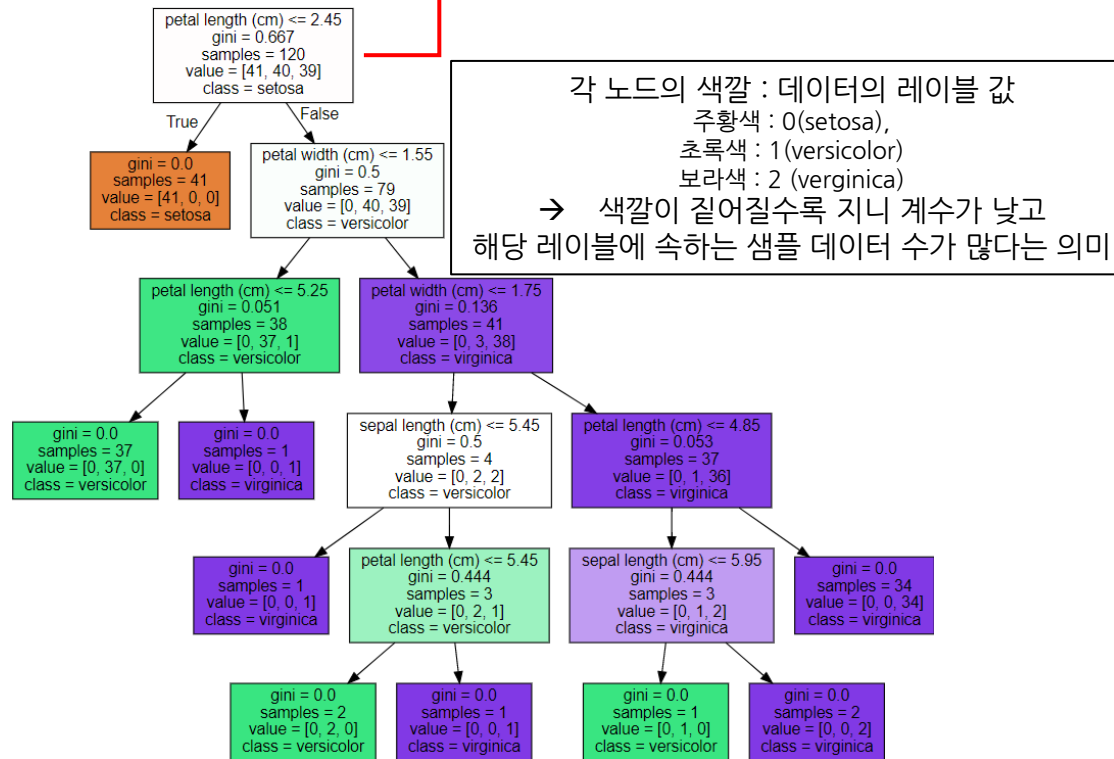 petal length (cm) <= 2.45
gini = 0.667
samples = 120
value = [41, 40, 39]
class = setosa
True
False
각 노드의 색깔 : 데이터의 레이블 값
주황색 : 0(setosa),
초록색 : 1(versicolor)
보라색 : 2 (verginica)
→ 색깔이 짙어질수록 지니 계수가 낮고
해당 레이블에 속하는 샘플 데이터 수가 많다는 의미
gini = 0.0
samples = 41
value = [41, 0, 0]
class = setosa
petal width (cm) <= 1.55
gini = 0.5
samples = 79
value = [0, 40, 39]
class = versicolor
petal length (cm) <= 5.25
gini = 0.051
samples = 38
value = [0, 37, 1]
class = versicolor
petal width (cm) <= 1.75
gini = 0.136
samples = 41
value = [0, 3, 38]
class = virginica
gini = 0.0
samples = 37
value = [0, 37, 0]
class = versicolor
gini = 0.0
samples = 1
value = [0, 0, 1]
class = virginica
sepal length (cm) <= 5.45
gini = 0.5
samples = 4
value = [0, 2, 2]
class = versicolor
petal length (cm) <= 4.85
gini = 0.053
samples = 37
value = [0, 1, 36]
class = virginica
gini = 0.0
samples = 1
value = [0, 0, 1]
class = virginica
petal length (cm) <= 5.45
gini = 0.444
samples = 3
value = [0, 2, 1]
class = versicolor
sepal length (cm) <= 5.95
gini = 0.444
samples = 3
value = [0, 1, 2]
class = virginica
gini = 0.0
samples = 34
value = [0, 0, 34]
class = virginica
gini = 0.0
samples = 2
value = [0, 2, 0]
class = versicolor
gini = 0.0
samples = 1
value = [0, 0, 1]
class = virginica
gini = 0.0
samples = 1
value = [0, 1, 0]
class = versicolor
gini = 0.0
samples = 2
value = [0, 0, 2]
class = virginica